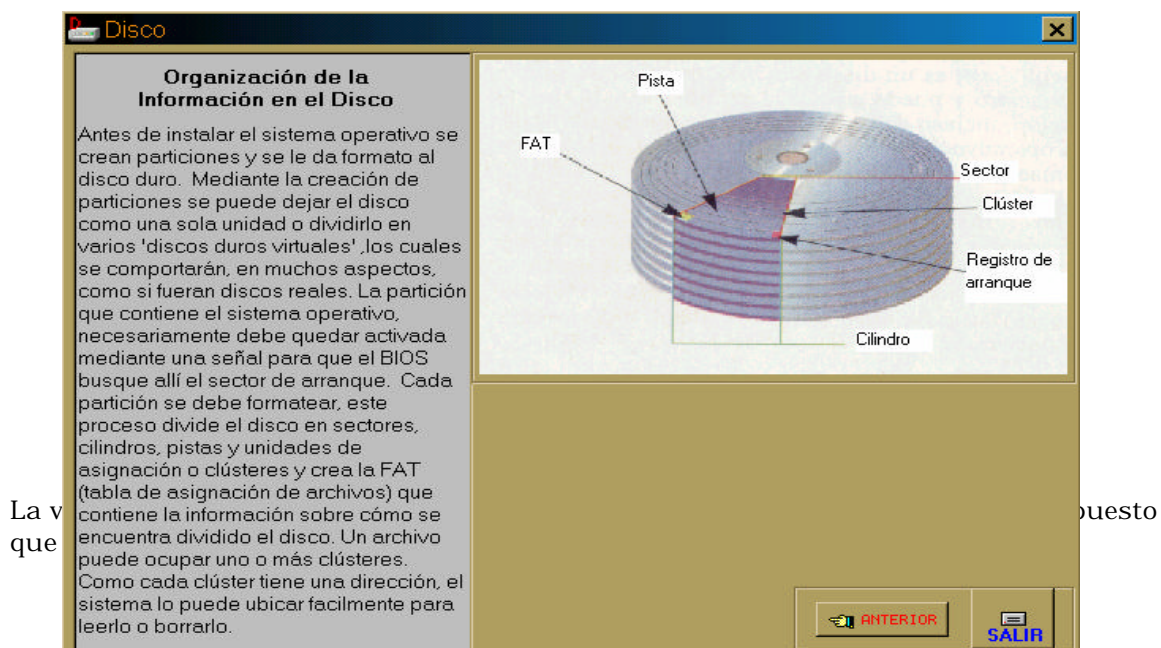 Disco
Organización de la
Información en el Disco
Antes de instalar el sistema operativo se
crean particiones y se le da formato al
disco duro. Mediante la creación de
particiones se puede dejar el disco
como una sola unidad o dividirlo en
varios 'discos duros virtuales' ,los cuales
se comportarán, en muchos aspectos,
como si fueran discos reales. La partición
que contiene el sistema operativo,
necesariamente debe quedar activada
mediante una señal para que el BIOS
busque allí el sector de arranque. Cada
partición se debe formatear, este
proceso divide el disco en sectores,
cilindros, pistas y unidades de
asignación o clústeres y crea la FAT
(tabla de asignación de archivos) que
contiene la información sobre cómo se
encuentra dividido el disco. Un archivo
puede ocupar uno o más clústeres.
Como cada clúster tiene una dirección, el
sistema lo puede ubicar facilmente para
leerlo o borrarlo.
Pista
FAT
Sector
Clúster
Registro de
arranque
Cilindro
ANTERIOR
SALIR
La
que